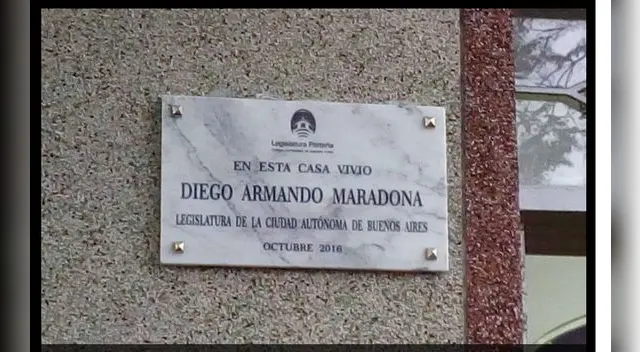 Legislatura Porteña
EN ESTA CASA VIVIO
DIEGO ARMANDO MARADONA
LEGISLATURA DE LA CIUDAD AUTÓNOMA DE BUENOS AIRES
OCTUBRE 2016